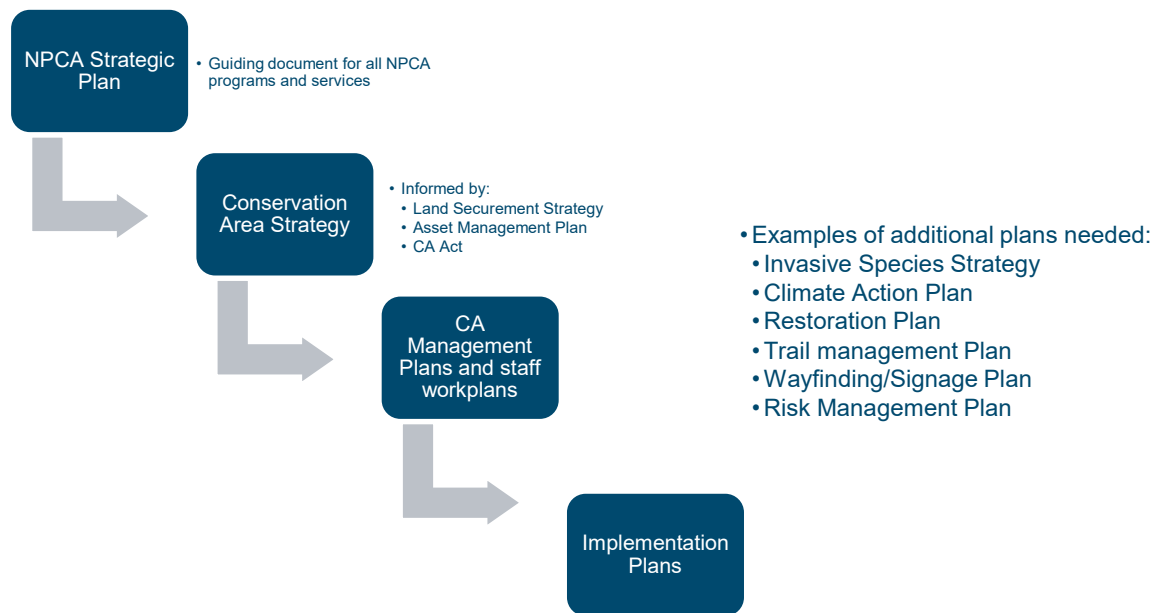 NPCA Strategic
Plan
• Guiding document for all NPCA
programs and services
Conservation
Area Strategy
• Informed by:
• Land Securement Strategy
• Asset Management Plan
• CA Act
CA
Management
Plans and staff
workplans
• Examples of additional plans needed:
• Invasive Species Strategy
• Climate Action Plan
• Restoration Plan
• Trail management Plan
• Wayfinding/Signage Plan
• Risk Management Plan
Implementation
Plans